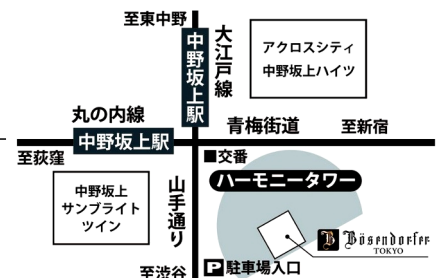 至東中野
大江戸線
中野坂上駅
アクロスシティ
中野坂上ハイツ
丸の内線
中野坂上駅
青梅街道
至新宿
至荻窪
■交番
ハーモニータワー
中野坂上
サンブライト
ツイン
山手通り
B Bösendorfer
TOKYO
P 駐車場入口
至渋谷